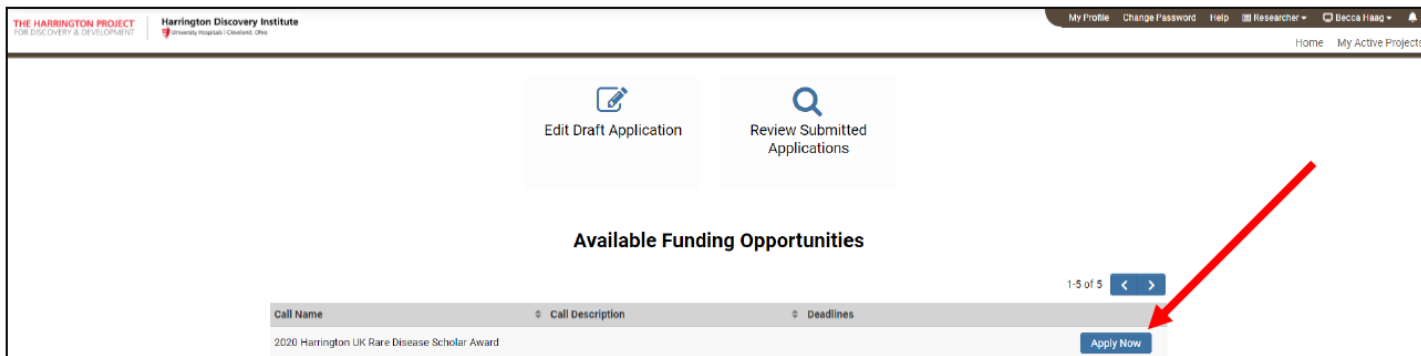 THE HARRINGTON PROJECT
FOR DISCOVERY & DEVELOPMENT
Harrington Discovery Institute
University Hospitals | Cleveland, Ohio
My Profile Change Password Help Researcher Becca Haag
Home My Active Projects
Edit Draft Application
Review Submitted
Applications
Available Funding Opportunities
1-5 of 5
Call Name Call Description Deadlines
2020 Harrington UK Rare Disease Scholar Award Apply Now